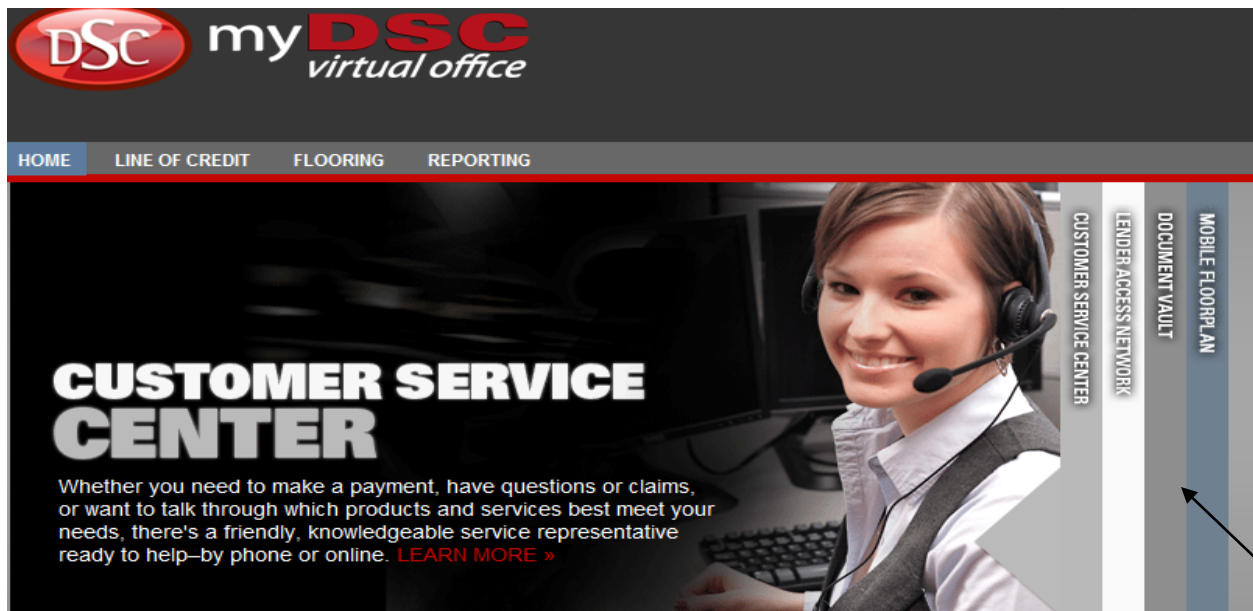 DSC
myDSC
virtual office
HOME LINE OF CREDIT FLOORING REPORTING
CUSTOMER SERVICE
CENTER
Whether you need to make a payment, have questions or claims,
or want to talk through which products and services best meet your
needs, there's a friendly, knowledgeable service representative
ready to help–by phone or online. LEARN MORE »
CUSTOMER SERVICE CENTER
LENDER ACCESS NETWORK
DOCUMENT VAULT
MOBILE FLOORPLAN